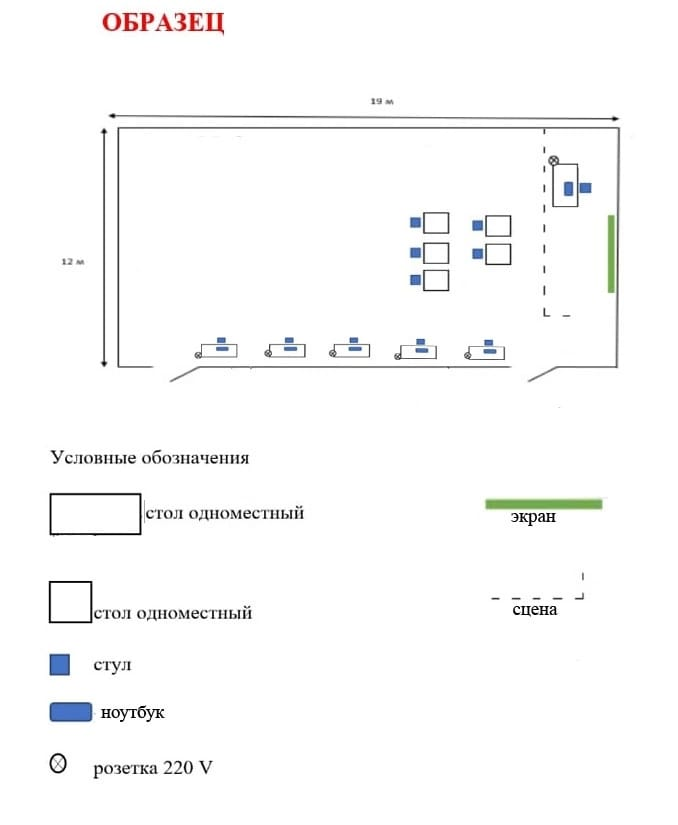 ОБРАЗЕЦ
19 м
12 м
Условные обозначения
стол одноместный
экран
стол одноместный
сцена
стул
ноутбук
розетка 220 V